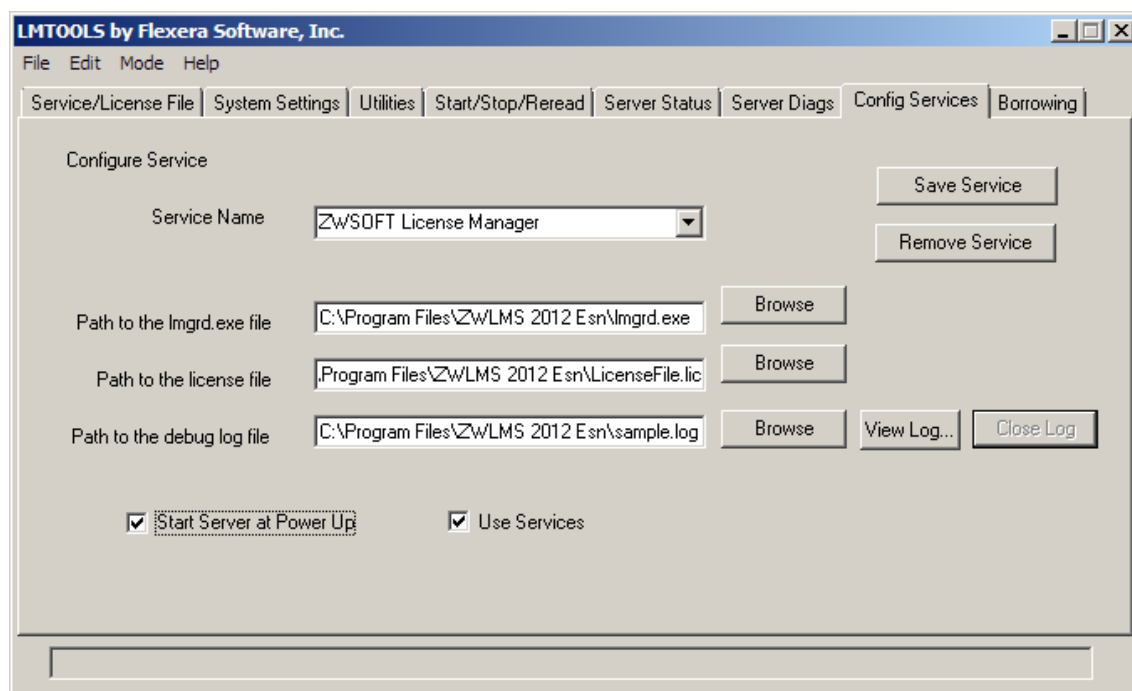 LMTOOLS by Flexera Software, Inc.
File Edit Mode Help
Service/License File System Settings Utilities Start/Stop/Reread Server Status Server Diags Config Services Borrowing
Configure Service
Save Service
Service Name ZWSOFT License Manager
Remove Service
Path to the lmgrd.exe file C:\Program Files\ZWLMS 2012 Esn\lmgrd.exe Browse
Path to the license file .Program Files\ZWLMS 2012 Esn\LicenseFile.lic Browse
Path to the debug log file C:\Program Files\ZWLMS 2012 Esn\sample.log Browse View Log... Close Log
Start Server at Power Up Use Services